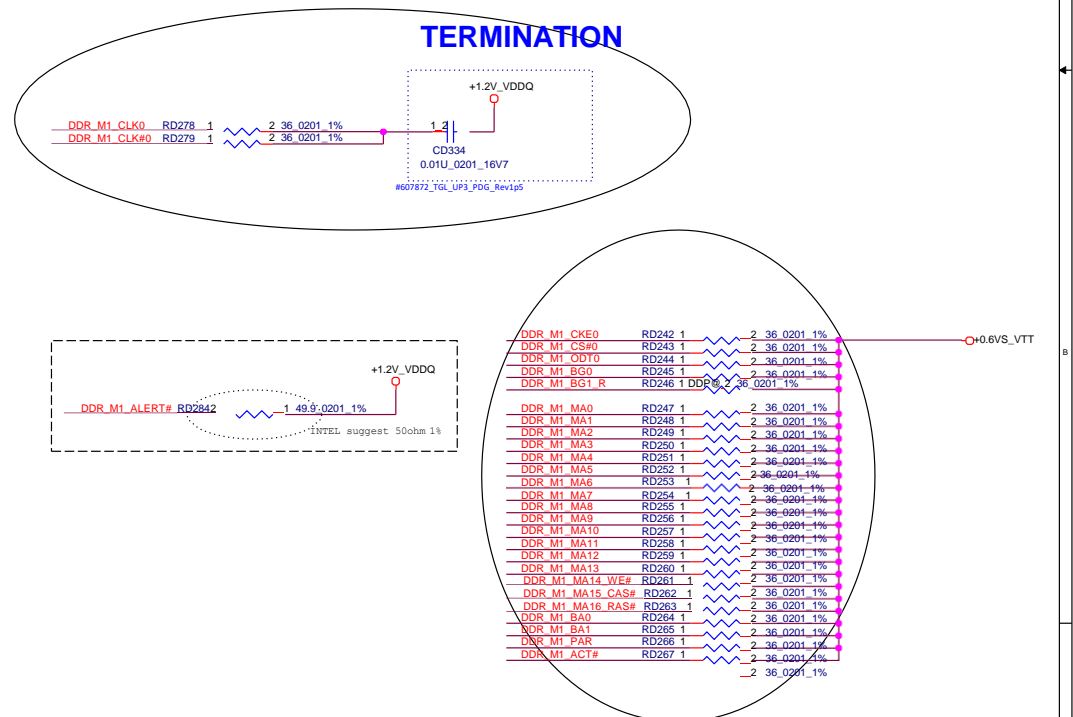 TERMINATION
+1.2V_VDDQ
DDR_M1_CLK0 RD278 1 2 36_0201_1%
DDR_M1_CLK#0 RD279 1 2 36_0201_1%
1 2
CD334
0.01U_0201_16V7
#607872_TGL_UP3_PDG_Rev1p5
+1.2V_VDDQ
DDR_M1_ALERT# RD284 2 1 49.9_0201_1%
INTEL suggest 50ohm 1%
+0.6VS_VTT
DDR_M1_CKE0 RD242 1 2 36_0201_1%
DDR_M1_CS#0 RD243 1 2 36_0201_1%
DDR_M1_ODT0 RD244 1 2 36_0201_1%
DDR_M1_BG0 RD245 1 2 36_0201_1%
DDR_M1_BG1_R RD246 1 DDP@ 2 36_0201_1%
DDR_M1_MA0 RD247 1 2 36_0201_1%
DDR_M1_MA1 RD248 1 2 36_0201_1%
DDR_M1_MA2 RD249 1 2 36_0201_1%
DDR_M1_MA3 RD250 1 2 36_0201_1%
DDR_M1_MA4 RD251 1 2 36_0201_1%
DDR_M1_MA5 RD252 1 2 36_0201_1%
DDR_M1_MA6 RD253 1 2 36_0201_1%
DDR_M1_MA7 RD254 1 2 36_0201_1%
DDR_M1_MA8 RD255 1 2 36_0201_1%
DDR_M1_MA9 RD256 1 2 36_0201_1%
DDR_M1_MA10 RD257 1 2 36_0201_1%
DDR_M1_MA11 RD258 1 2 36_0201_1%
DDR_M1_MA12 RD259 1 2 36_0201_1%
DDR_M1_MA13 RD260 1 2 36_0201_1%
DDR_M1_MA14_WE# RD261 1 2 36_0201_1%
DDR_M1_MA15_CAS# RD262 1 2 36_0201_1%
DDR_M1_MA16_RAS# RD263 1 2 36_0201_1%
DDR_M1_BA0 RD264 1 2 36_0201_1%
DDR_M1_BA1 RD265 1 2 36_0201_1%
DDR_M1_PAR RD266 1 2 36_0201_1%
DDR_M1_ACT# RD267 1 2 36_0201_1%
B